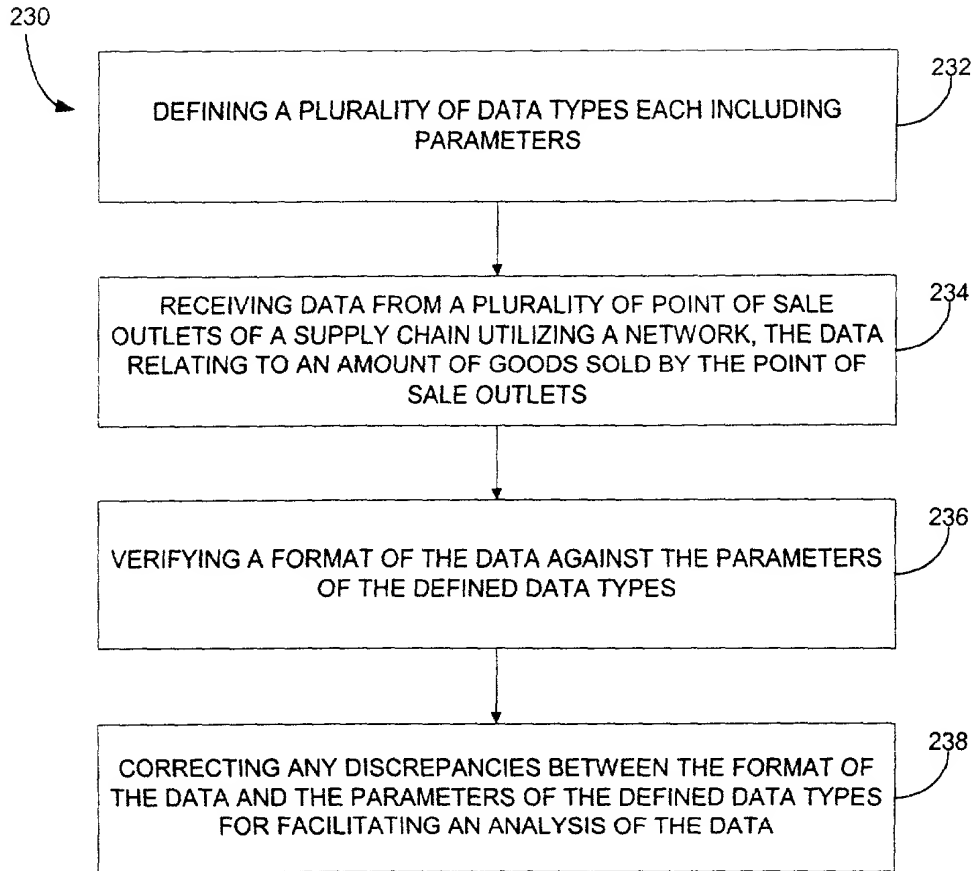 230
232
DEFINING A PLURALITY OF DATA TYPES EACH INCLUDING
PARAMETERS
234
RECEIVING DATA FROM A PLURALITY OF POINT OF SALE
OUTLETS OF A SUPPLY CHAIN UTILIZING A NETWORK, THE DATA
RELATING TO AN AMOUNT OF GOODS SOLD BY THE POINT OF
SALE OUTLETS
236
VERIFYING A FORMAT OF THE DATA AGAINST THE PARAMETERS
OF THE DEFINED DATA TYPES
238
CORRECTING ANY DISCREPANCIES BETWEEN THE FORMAT OF
THE DATA AND THE PARAMETERS OF THE DEFINED DATA TYPES
FOR FACILITATING AN ANALYSIS OF THE DATA